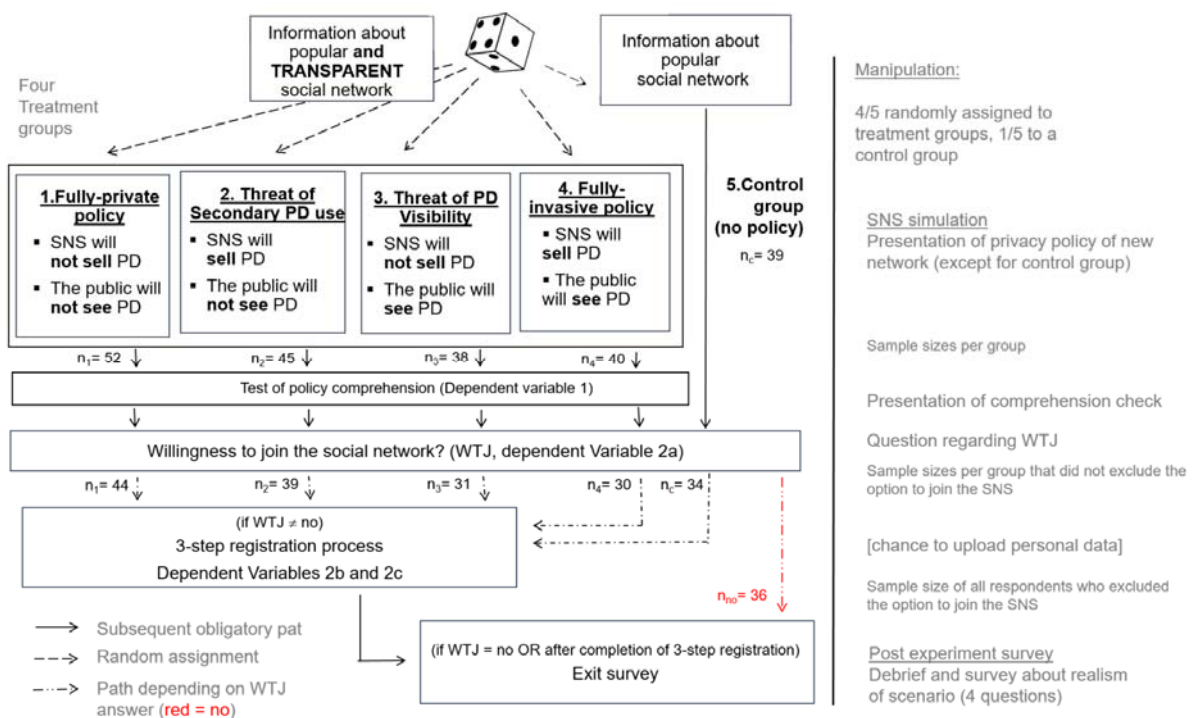 Information about
popular and
TRANSPARENT
social network
Information about
popular
social network
Four
Treatment
groups
1.Fully-private
policy
▪ SNS will
not sell PD
▪ The public will
not see PD
2. Threat of
Secondary PD use
▪ SNS will
sell PD
▪ The public will
not see PD
3. Threat of PD
Visibility
▪ SNS will
not sell PD
▪ The public will
see PD
4. Fully-
invasive policy
▪ SNS will
sell PD
▪ The public
will see PD
5.Control
group
(no policy)
nc= 39
n1= 52
n2= 45
n3= 38
n4= 40
Test of policy comprehension (Dependent variable 1)
Willingness to join the social network? (WTJ, dependent Variable 2a)
n1= 44
n2= 39
n3= 31
n4= 30
nc= 34
(if WTJ ≠ no)
3-step registration process
Dependent Variables 2b and 2c
nno= 36
(if WTJ = no OR after completion of 3-step registration)
Exit survey
Subsequent obligatory pat
Random assignment
Path depending on WTJ
answer (red = no)
Manipulation:
4/5 randomly assigned to
treatment groups, 1/5 to a
control group
SNS simulation
Presentation of privacy policy of new
network (except for control group)
Sample sizes per group
Presentation of comprehension check
Question regarding WTJ
Sample sizes per group that did not exclude the
option to join the SNS
[chance to upload personal data]
Sample size of all respondents who excluded
the option to join the SNS
Post experiment survey
Debrief and survey about realism
of scenario (4 questions)